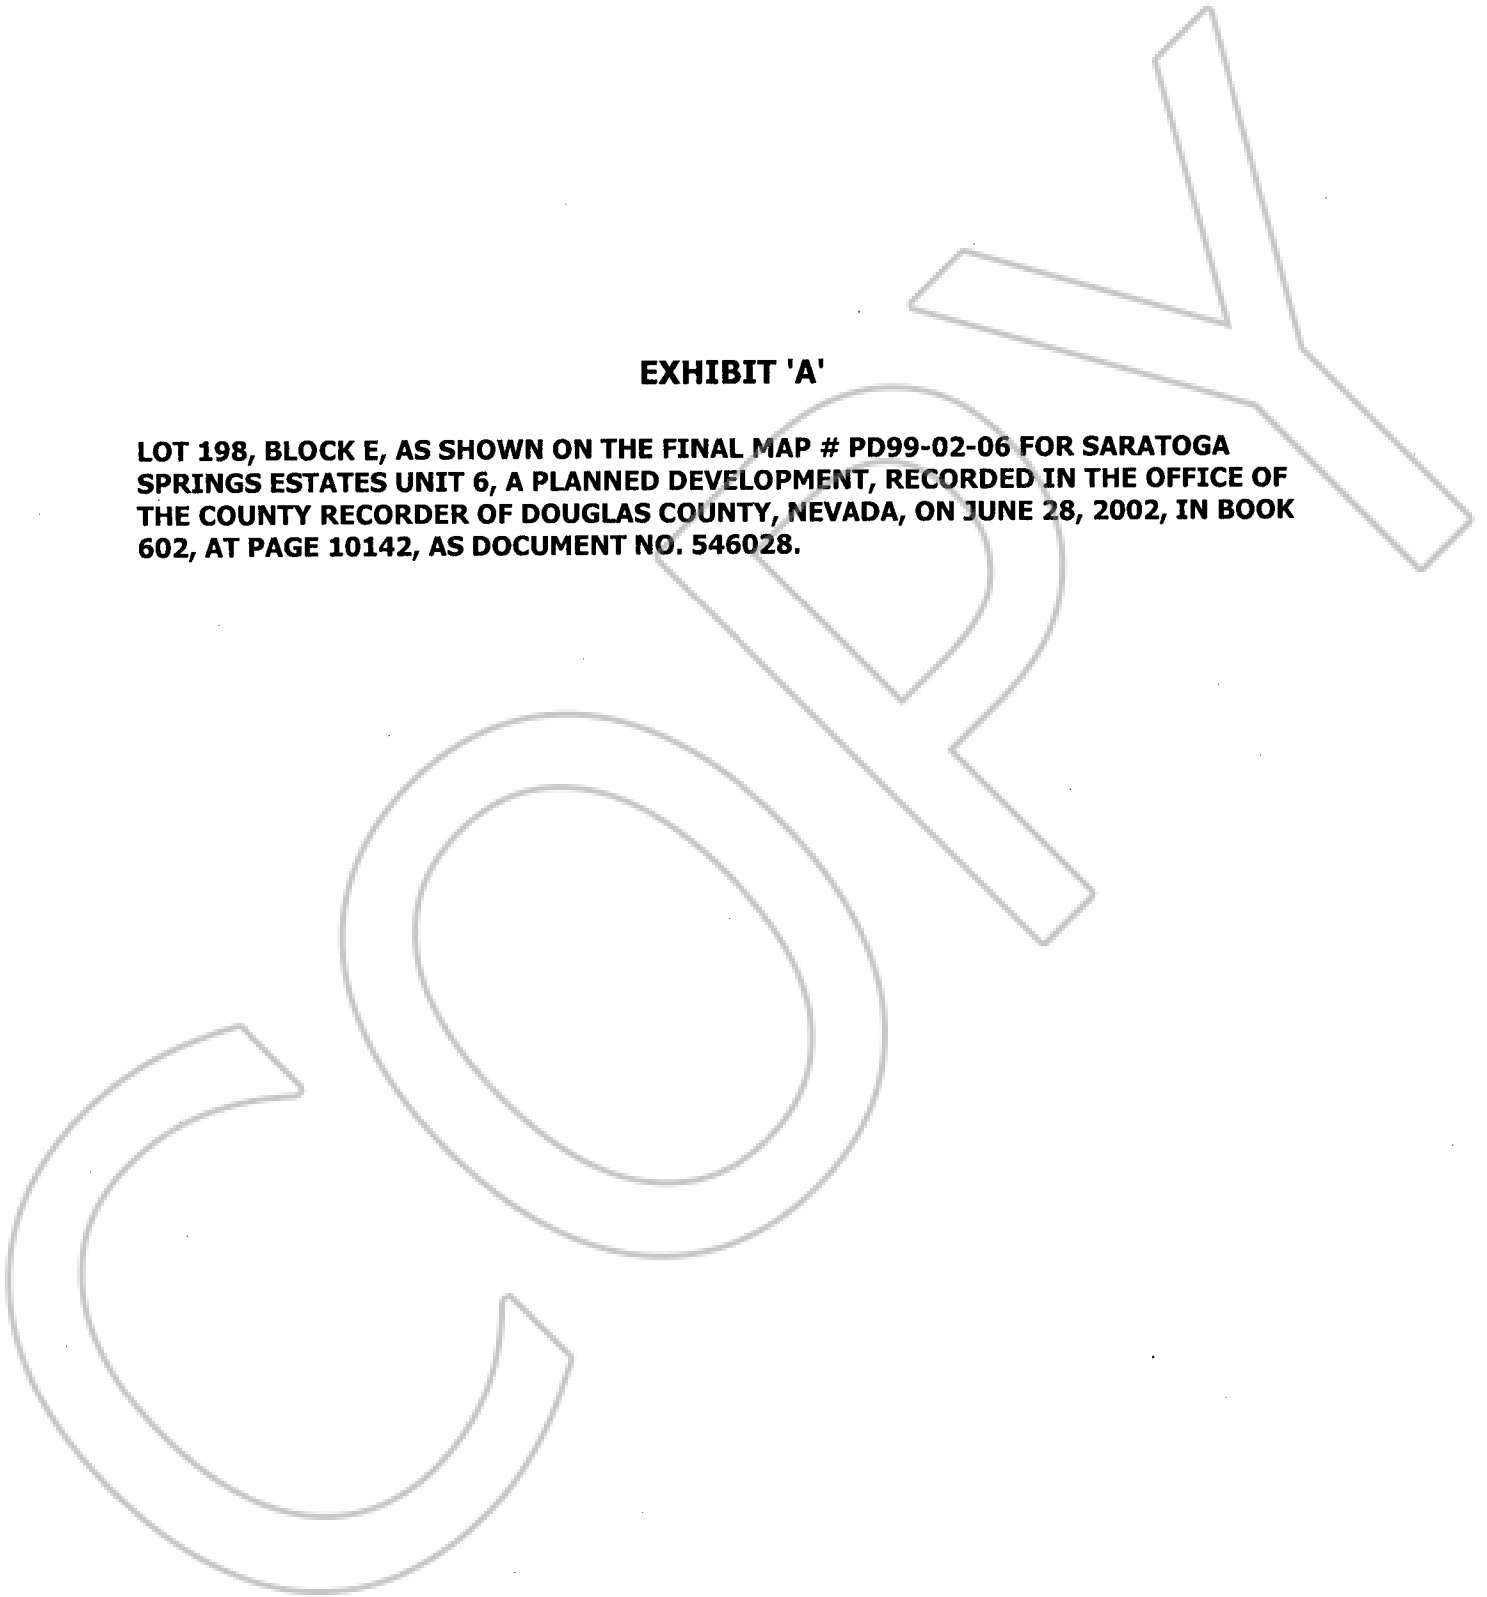 EXHIBIT 'A'
LOT 198, BLOCK E, AS SHOWN ON THE FINAL MAP # PD99-02-06 FOR SARATOGA
SPRINGS ESTATES UNIT 6, A PLANNED DEVELOPMENT, RECORDED IN THE OFFICE OF
THE COUNTY RECORDER OF DOUGLAS COUNTY, NEVADA, ON JUNE 28, 2002, IN BOOK
602, AT PAGE 10142, AS DOCUMENT NO. 546028.
COPY